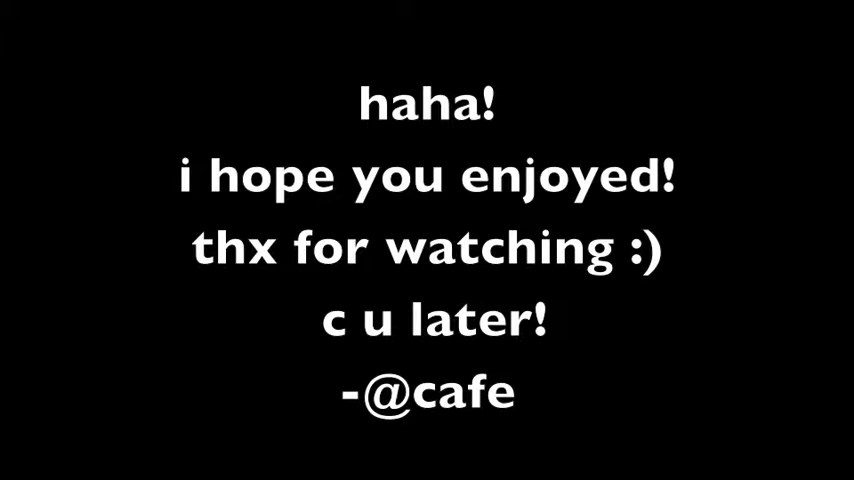 haha!
i hope you enjoyed!
thx for watching :)
c u later!
-@cafe